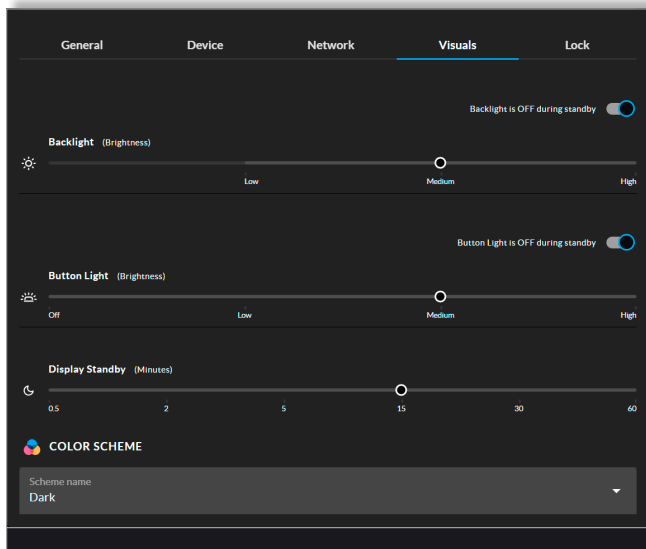 General Device Network Visuals Lock
Backlight is OFF during standby
Backlight (Brightness)
Low Medium High
Button Light is OFF during standby
Button Light (Brightness)
Off Low Medium High
Display Standby (Minutes)
0.5 2 5 15 30 60
COLOR SCHEME
Scheme name
Dark